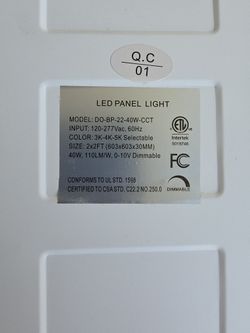 Q.C
01
LED PANEL LIGHT
MODEL: DO-BP-22-40W-CCT
INPUT: 120-277Vac, 60Hz
COLOR: 3K-4K-5K Selectable
SIZE: 2x2FT (603x603x30MM)
40W, 110LM/W, 0-10V Dimmable
ETL
Intertek
FC
CONFORMS TO UL STD. 1598
CERTIFIED TO CSA STD. C22.2 NO.250.0
DIMMABLE